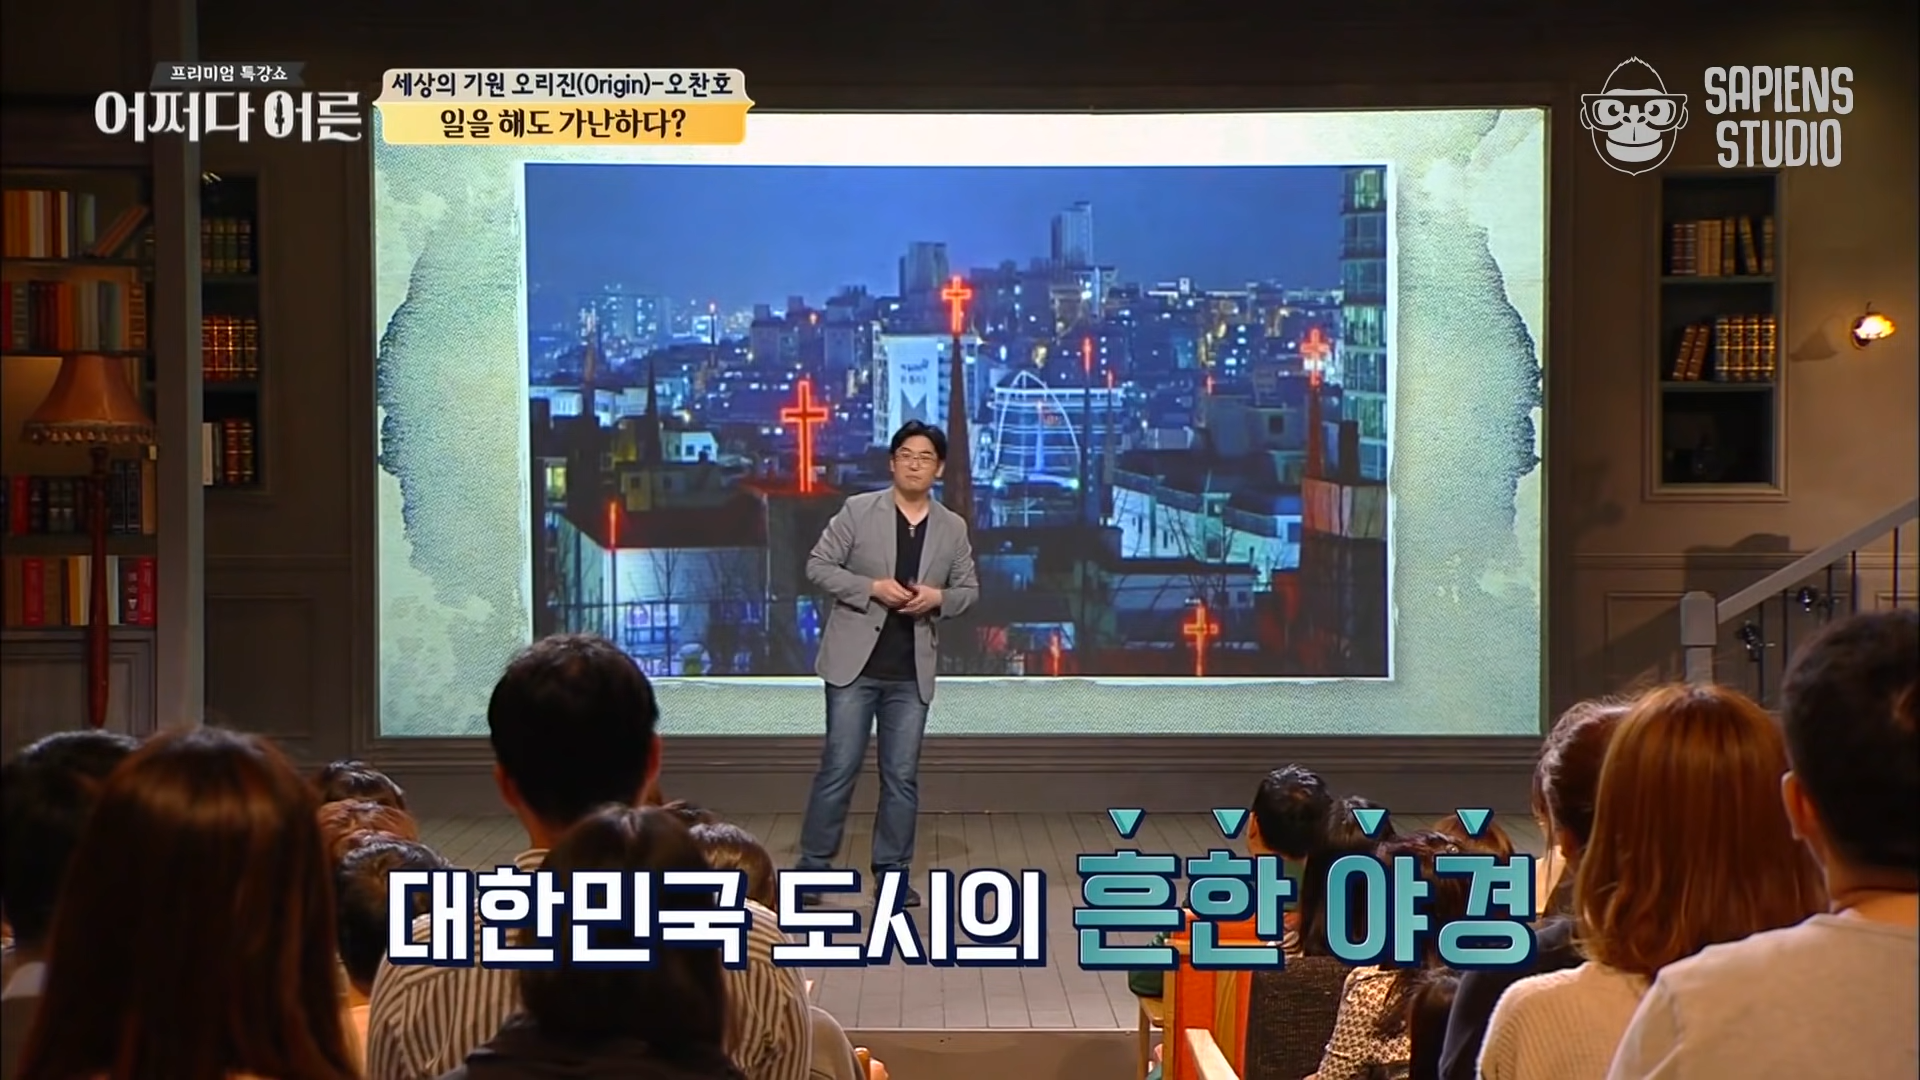 프리미엄 특강쇼
어쩌다 어른
세상의 기원 오리진(Origin)-오찬호
일을 해도 가난하다?
SAPIENS
STUDIO
대한민국 도시의 흔한 야경